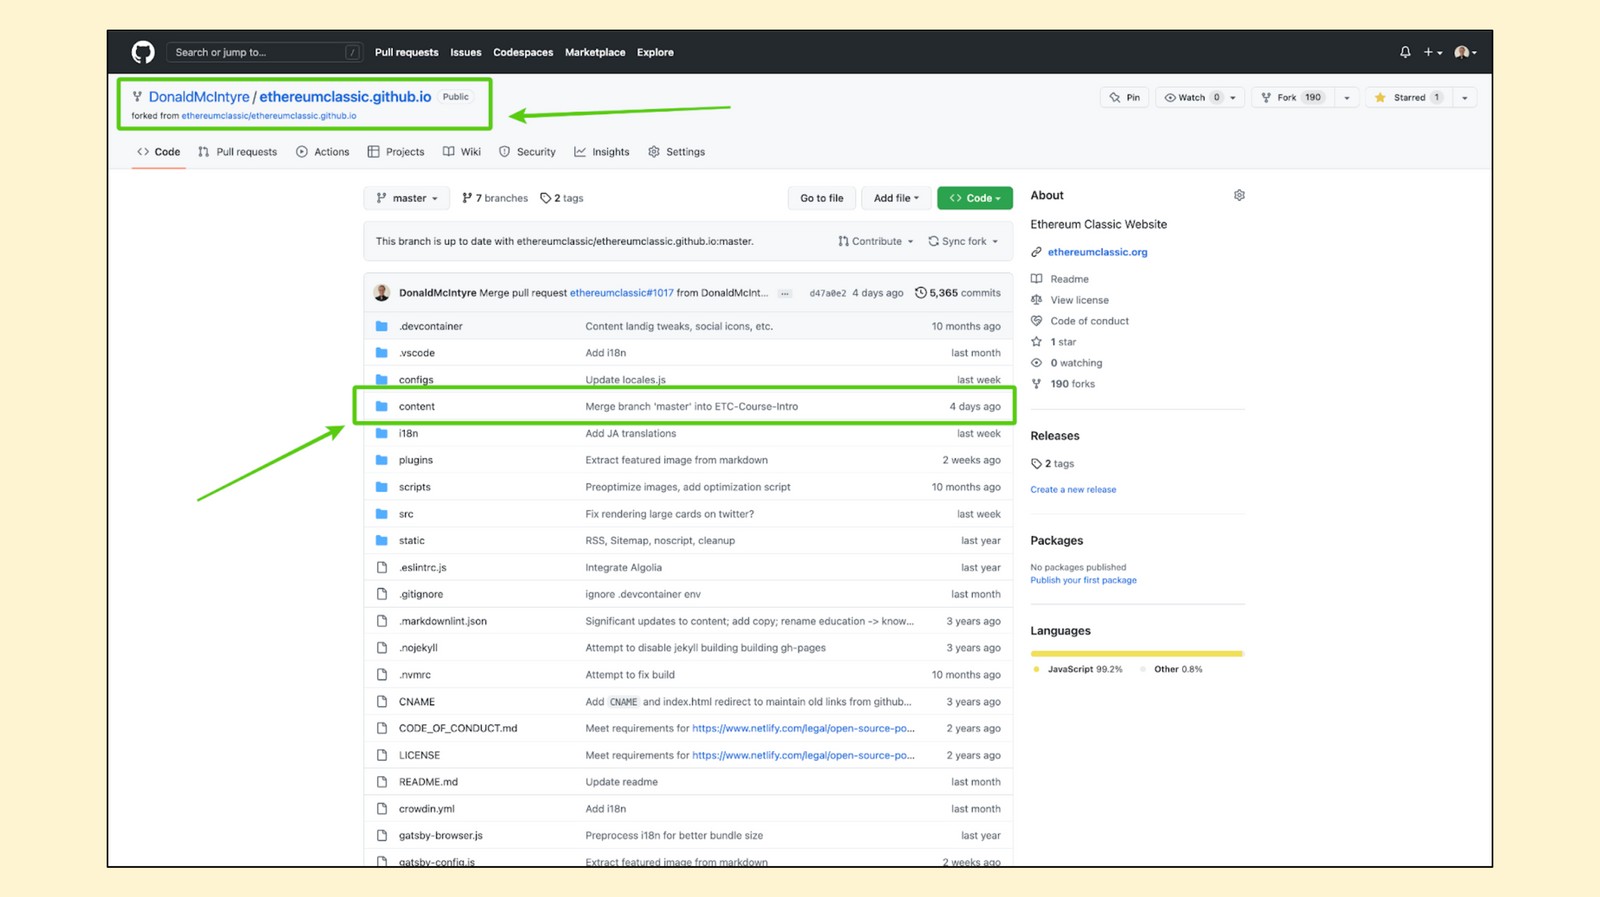 Search or jump to... / Pull requests Issues Codespaces Marketplace Explore
DonaldMcIntyre / ethereumclassic.github.io Public Pin Watch 0 Fork 190 Starred 1
forked from ethereumclassic/ethereumclassic.github.io
Code Pull requests Actions Projects Wiki Security Insights Settings
master 7 branches 2 tags Go to file Add file Code
This branch is up to date with ethereumclassic/ethereumclassic.github.io:master. Contribute Sync fork
DonaldMcIntyre Merge pull request ethereumclassic#1017 from DonaldMcInt... ... d47a0e2 4 days ago 5,365 commits
.devcontainer Content landig tweaks, social icons, etc. 10 months ago
.vscode Add i18n last month
configs Update locales.js last week
content Merge branch 'master' into ETC-Course-Intro 4 days ago
i18n Add JA translations last week
plugins Extract featured image from markdown 2 weeks ago
scripts Preoptimize images, add optimization script 10 months ago
src Fix rendering large cards on twitter? last week
static RSS, Sitemap, noscript, cleanup last year
.eslintrc.js Integrate Algolia last year
.gitignore ignore .devcontainer env last month
.markdownlint.json Significant updates to content; add copy; rename education -> know... 3 years ago
.nojekyll Attempt to disable jekyll building building gh-pages 3 years ago
.nvmrc Attempt to fix build 10 months ago
CNAME Add CNAME and index.html redirect to maintain old links from github... 3 years ago
CODE_OF_CONDUCT.md Meet requirements for https://www.netlify.com/legal/open-source-po... 2 years ago
LICENSE Meet requirements for https://www.netlify.com/legal/open-source-po... 2 years ago
README.md Update readme last month
crowdin.yml Add i18n last month
gatsby-browser.js Preprocess i18n for better bundle size last year
gatsby-config.js Extract featured image from markdown 2 weeks ago
About
Ethereum Classic Website
ethereumclassic.org
Readme
View license
Code of conduct
1 star
0 watching
190 forks
Releases
2 tags
Create a new release
Packages
No packages published
Publish your first package
Languages
JavaScript 99.2% Other 0.8%